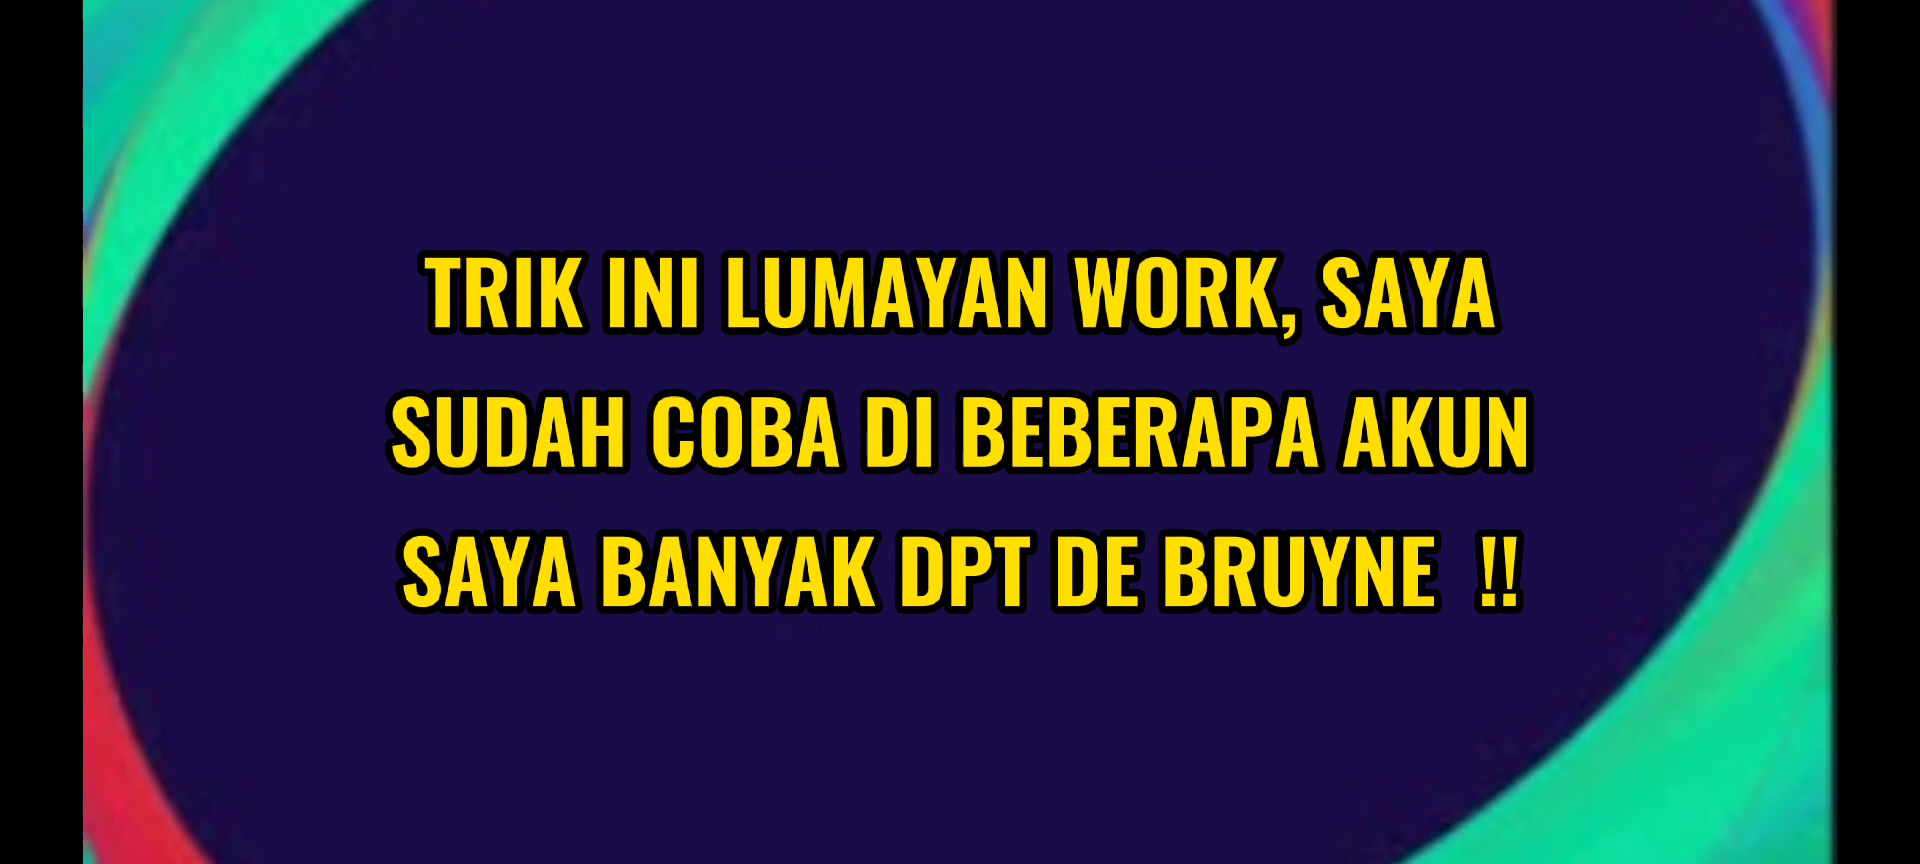 TRIK INI LUMAYAN WORK, SAYA
SUDAH COBA DI BEBERAPA AKUN
SAYA BANYAK DPT DE BRUYNE !!